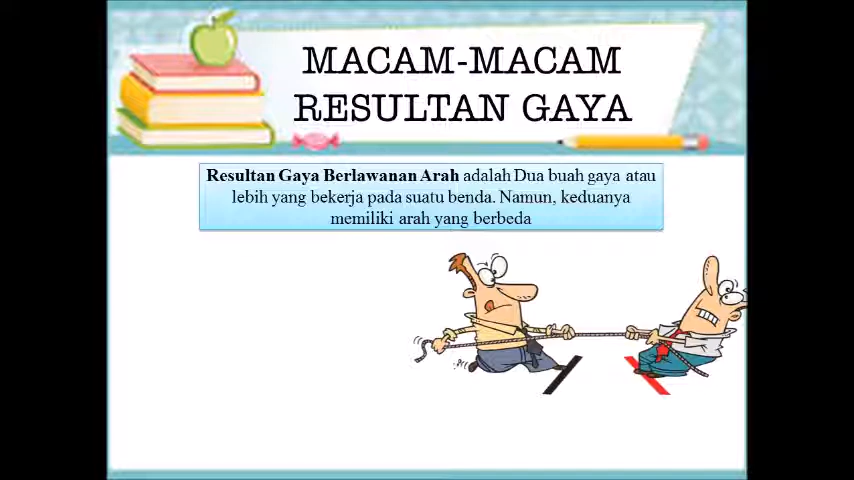 MACAM-MACAM
RESULTAN GAYA
Resultan Gaya Berlawanan Arah adalah Dua buah gaya atau
lebih yang bekerja pada suatu benda. Namun, keduanya
memiliki arah yang berbeda